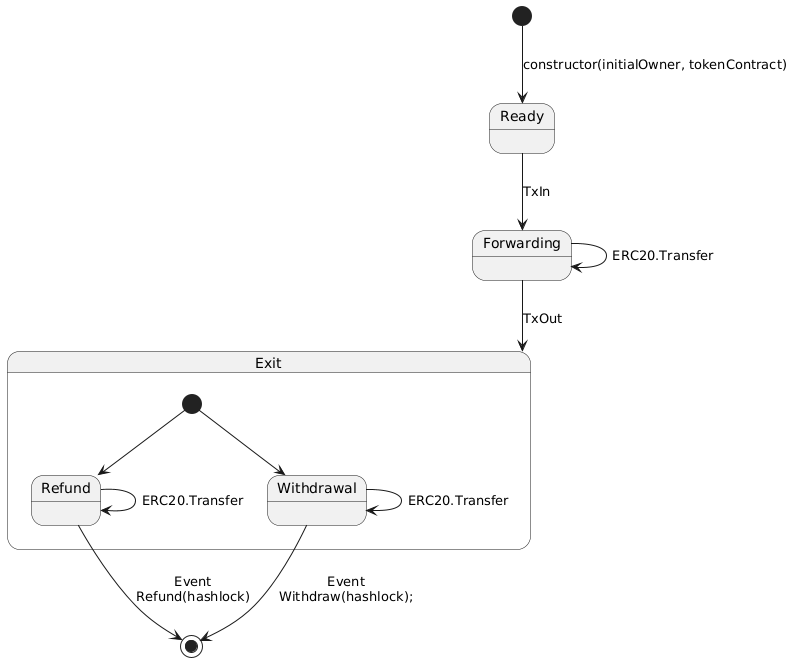 constructor(initialOwner, tokenContract)
Ready
TxIn
Forwarding
ERC20.Transfer
TxOut
Exit
Refund
ERC20.Transfer
Withdrawal
ERC20.Transfer
Event
Refund(hashlock)
Event
Withdraw(hashlock);